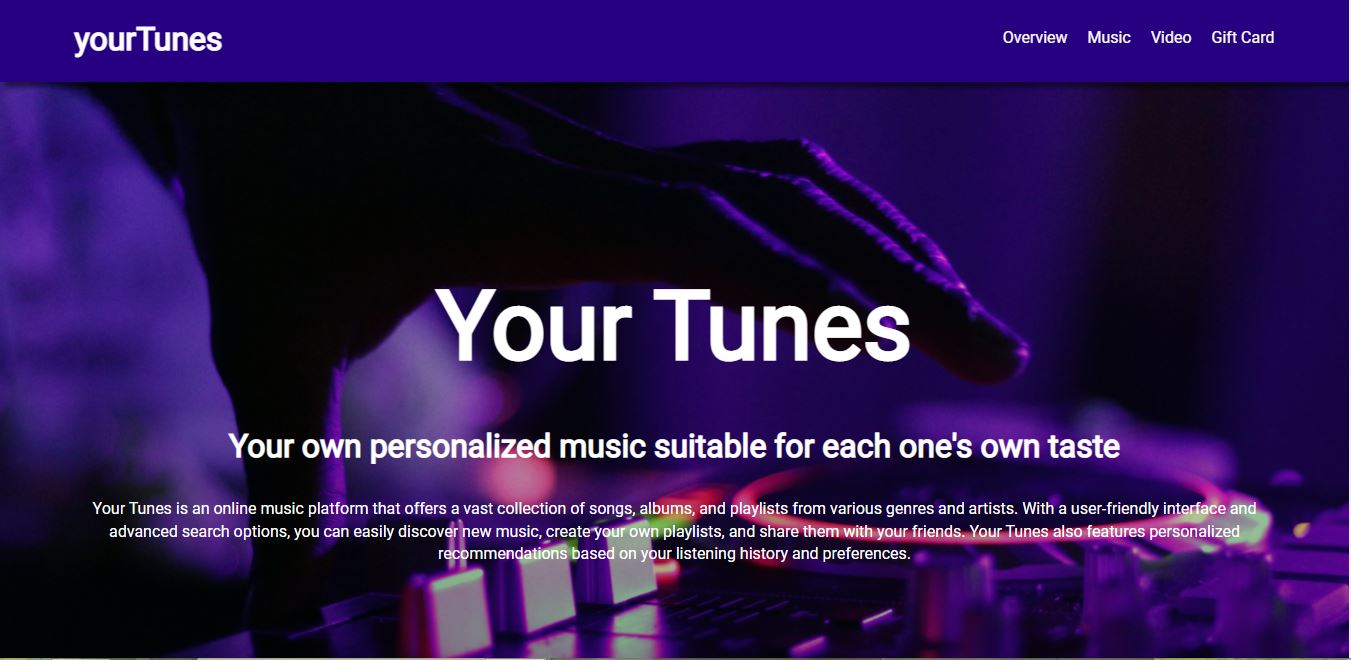 yourTunes
Overview Music Video Gift Card
Your Tunes
Your own personalized music suitable for each one's own taste
Your Tunes is an online music platform that offers a vast collection of songs, albums, and playlists from various genres and artists. With a user-friendly interface and
advanced search options, you can easily discover new music, create your own playlists, and share them with your friends. Your Tunes also features personalized
recommendations based on your listening history and preferences.